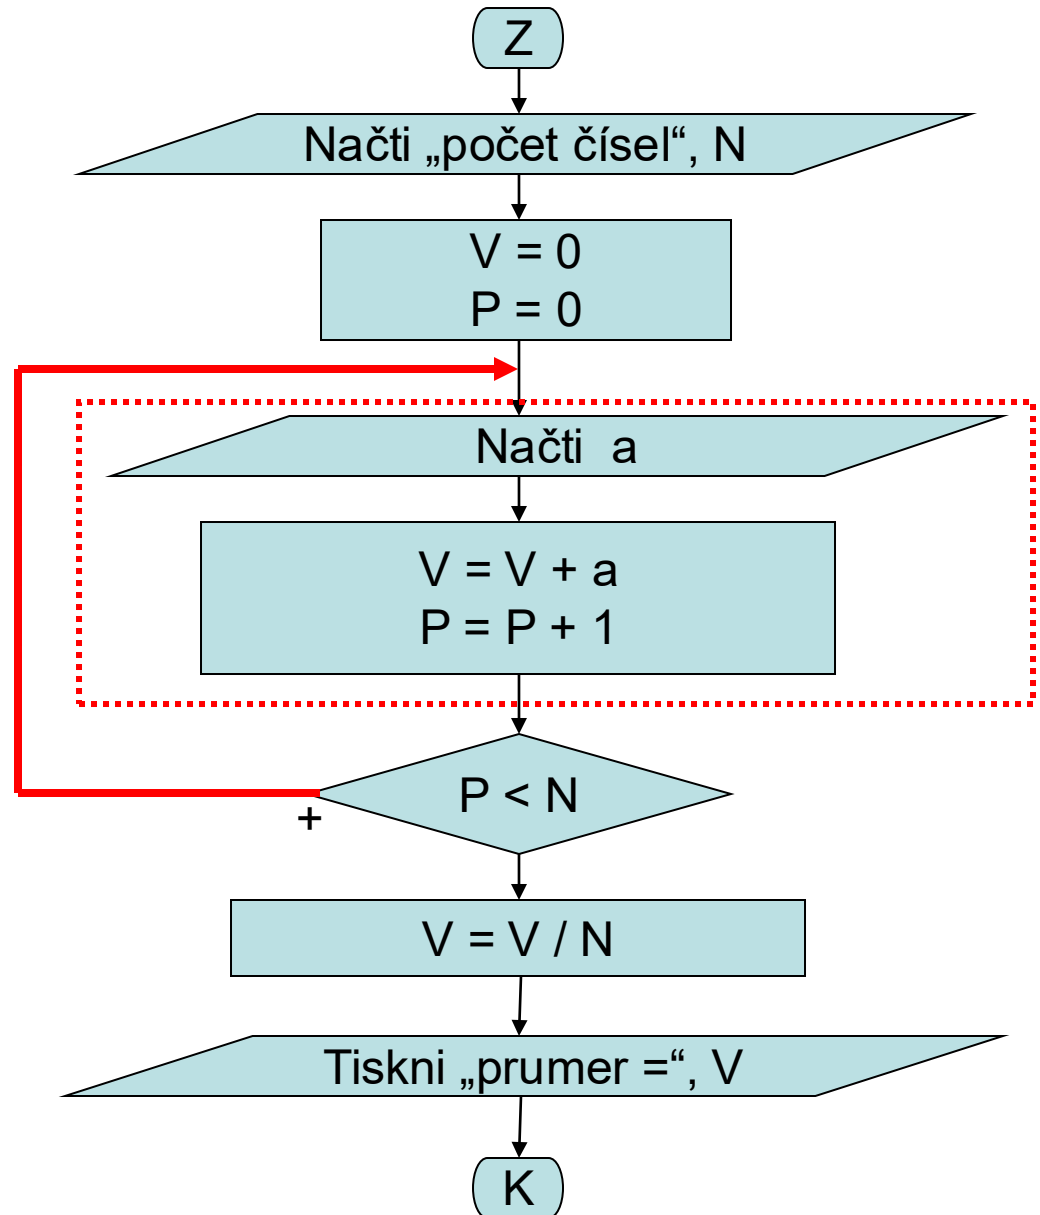 Z
Načti „počet čísel“, N
V = 0
P = 0
Načti  a
V = V + a
P = P + 1
P < N
+
V = V / N
Tiskni „prumer =“, V
K